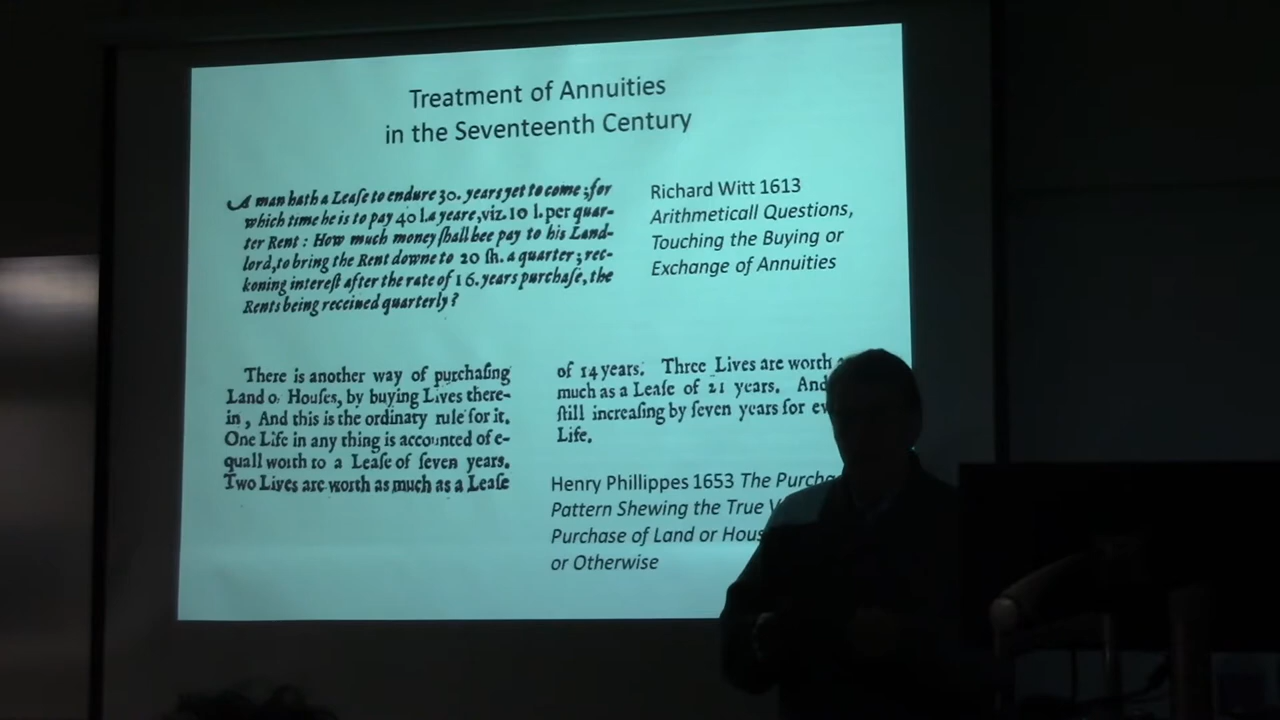 Treatment of Annuities
in the Seventeenth Century
A man hath a Leaſe to endure 30. years yet to come; for
which time he is to pay 40 l. a yeare, viz. 10 l. per quar-
ter Rent : How much money ſhall hee pay to his Land-
lord, to bring the Rent downe to 20 ſh. a quarter; rec-
koning intereſt after the rate of 16. years purchaſe, the
Rents being receiued quarterly?
Richard Witt 1613
Arithmeticall Questions,
Touching the Buying or
Exchange of Annuities
There is another way of purchaſing
Land o. Houſes, by buying Lives there-
in, And this is the ordinary rule for it.
One Life in any thing is accounted of e-
quall worth to a Leaſe of ſeven years.
Two Lives are worth as much as a Leaſe
of 14 years. Three Lives are worth
much as a Leaſe of 21 years. And
ſtill increaſing by ſeven years for
Life.
Henry Phillippes 1653 The
Pattern Shewing the True
Purchase of Land or
or Otherwise